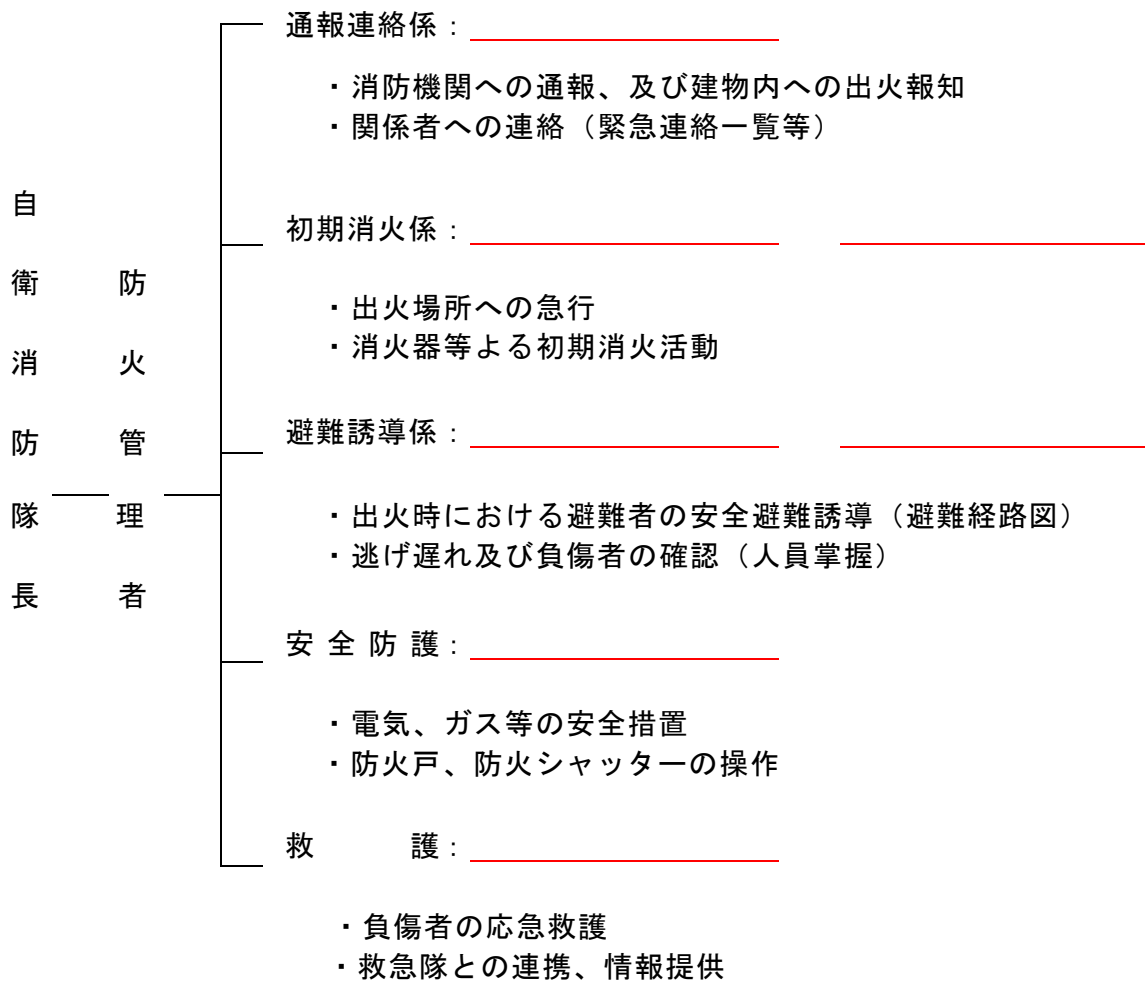 自衛消防隊長
防火管理者
通報連絡係：
・消防機関への通報、及び建物内への出火報知
・関係者への連絡（緊急連絡一覧等）
初期消火係：
・出火場所への急行
・消火器等よる初期消火活動
避難誘導係：
・出火時における避難者の安全避難誘導（避難経路図）
・逃げ遅れ及び負傷者の確認（人員掌握）
安全防護：
・電気、ガス等の安全措置
・防火戸、防火シャッターの操作
救護：
・負傷者の応急救護
・救急隊との連携、情報提供